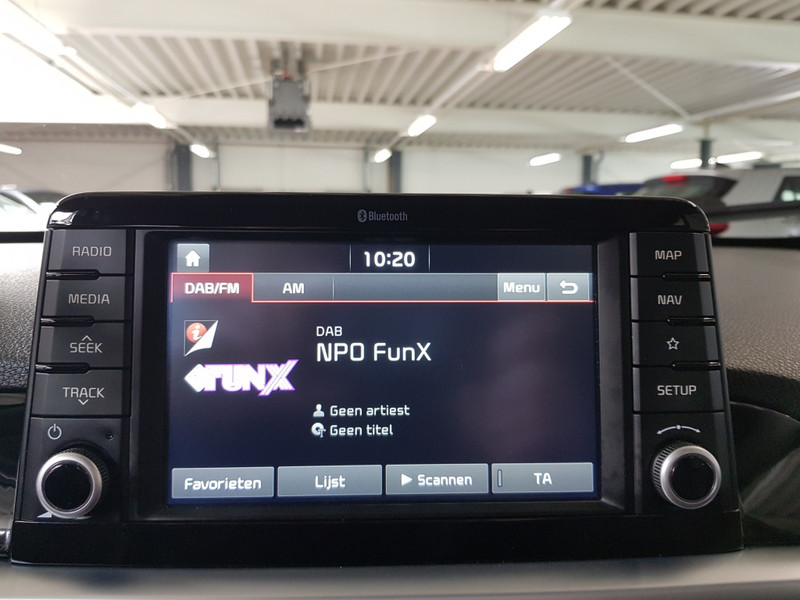 Bluetooth
RADIO
MEDIA
SEEK
TRACK
10:20
DAB/FM
AM
Menu
i
FUNX
DAB
NPO FunX
Geen artiest
Geen titel
Favorieten
Lijst
Scannen
TA
MAP
NAV
SETUP